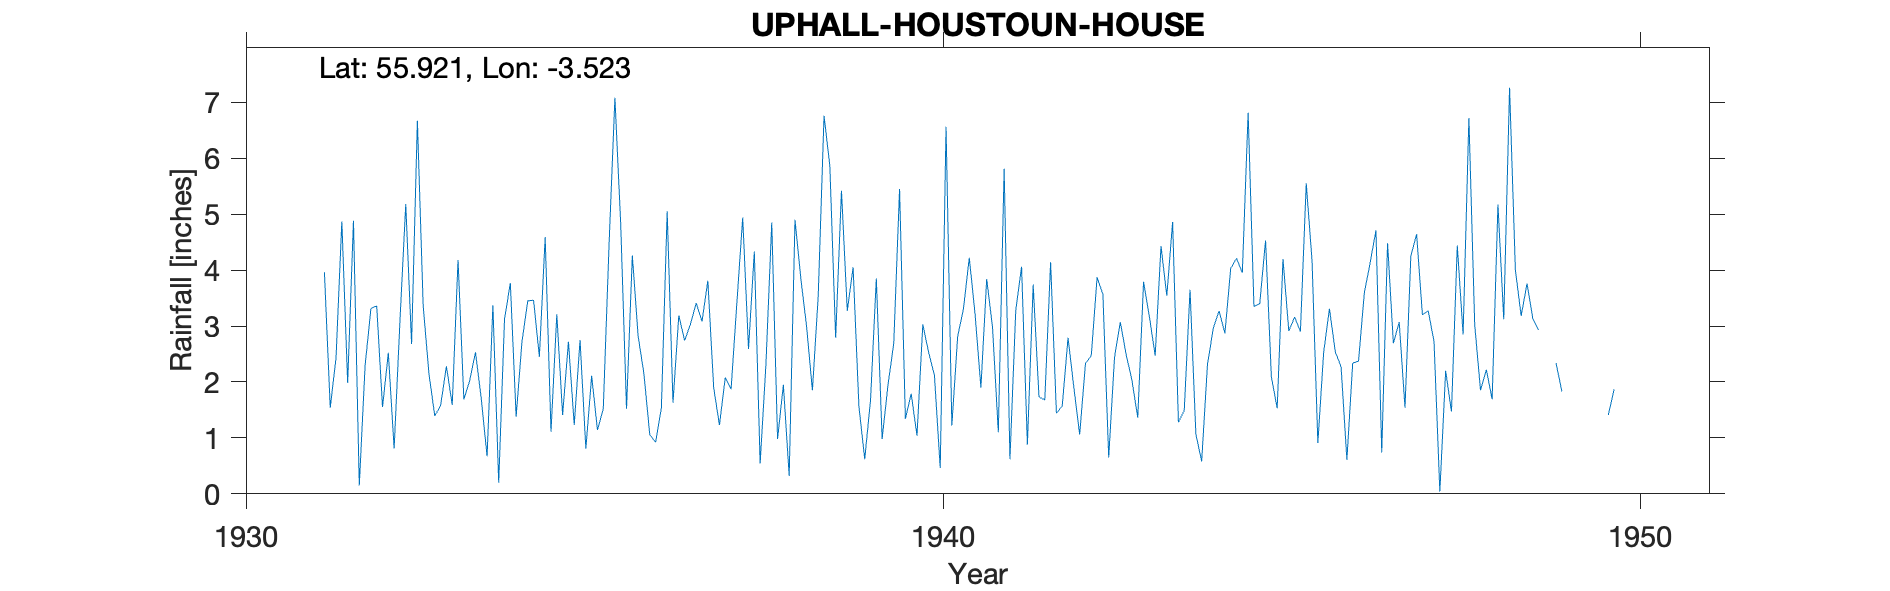 UPHALL-HOUSTOUN-HOUSE
Lat: 55.921, Lon: -3.523
7
6
5
4
3
2
1
0
Rainfall [inches]
1930 1940 1950
Year